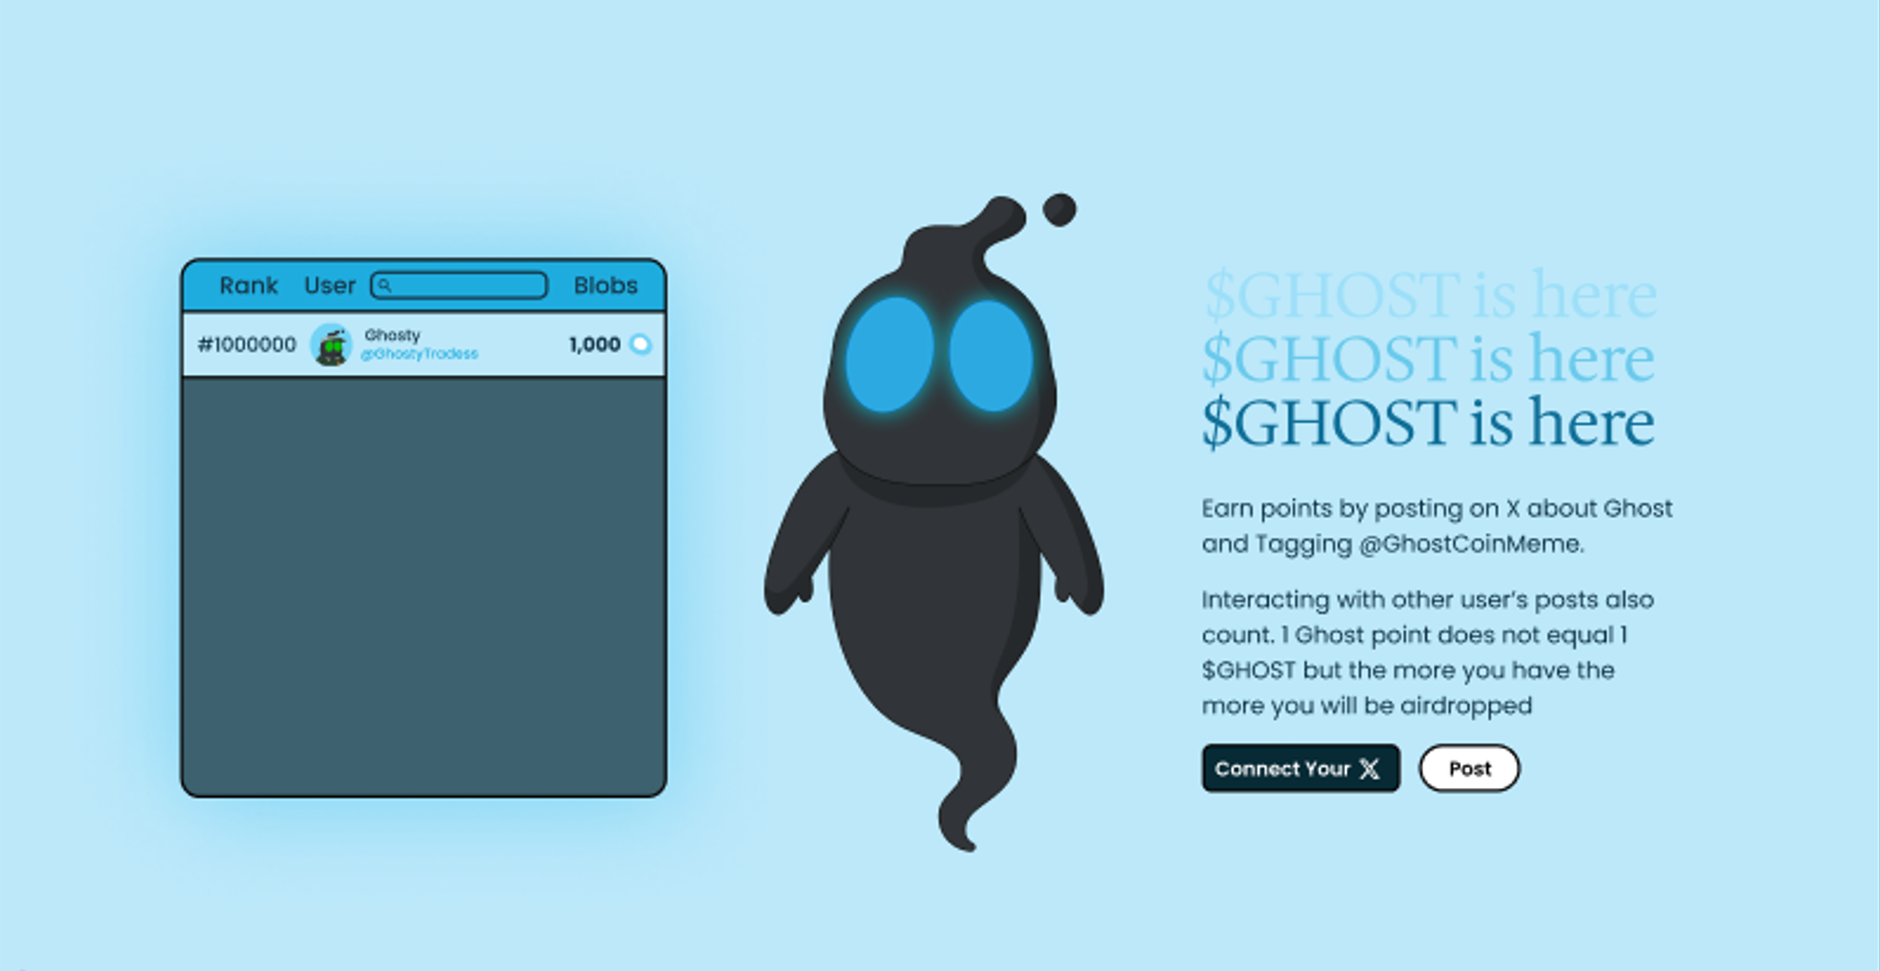 Rank User Blobs
#1000000 Ghosty 1,000
@GhostyTradess
$GHOST is here
$GHOST is here
$GHOST is here
Earn points by posting on X about Ghost
and Tagging @GhostCoinMeme.
Interacting with other user's posts also
count. 1 Ghost point does not equal 1
$GHOST but the more you have the
more you will be airdropped
Connect Your X
Post